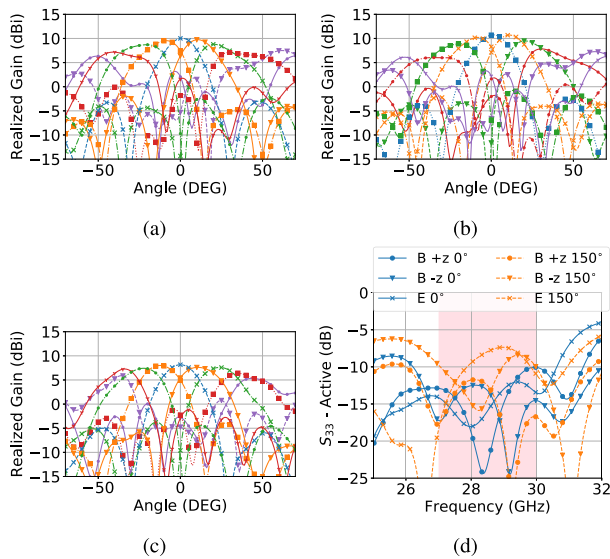 Realized Gain (dBi)
15
10
5
0
−5
−10
15
−50
0
50
Angle (DEG)
(a)
Realized Gain (dBi)
15
10
5
0
−5
−10
15
−50
0
50
Angle (DEG)
(b)
Realized Gain (dBi)
15
10
5
0
−5
−10
15
−50
0
50
Angle (DEG)
(c)
B +z 0°
B -z 0°
E 0°
B +z 150°
B -z 150°
E 150°
S33 - Active (dB)
0
−5
−10
−15
−20
−25
26
28
30
32
Frequency (GHz)
(d)